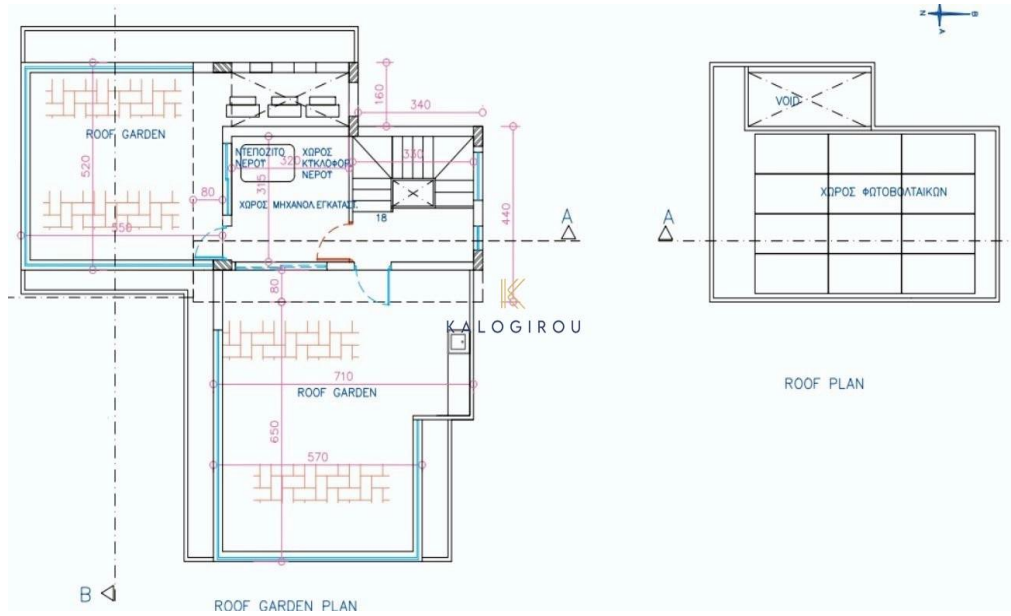 N
B
A
160
340
VOID
ROOF GARDEN
ΝΤΕΠΟΖΙΤΟ
ΝΕΡΟΥ
ΧΩΡΟΣ
ΚΥΚΛΟΦΟΡ.
ΝΕΡΟΥ
320
330
520
315
80
ΧΩΡΟΣ ΜΗΧΑΝΟΛ.ΕΓΚΑΤΑΣΤ.
18
440
550
A
A
ΧΩΡΟΣ ΦΩΤΟΒΟΛΤΑΙΚΩΝ
80
KALOGIROU
710
ROOF GARDEN
ROOF PLAN
650
570
B
ROOF GARDEN PLAN